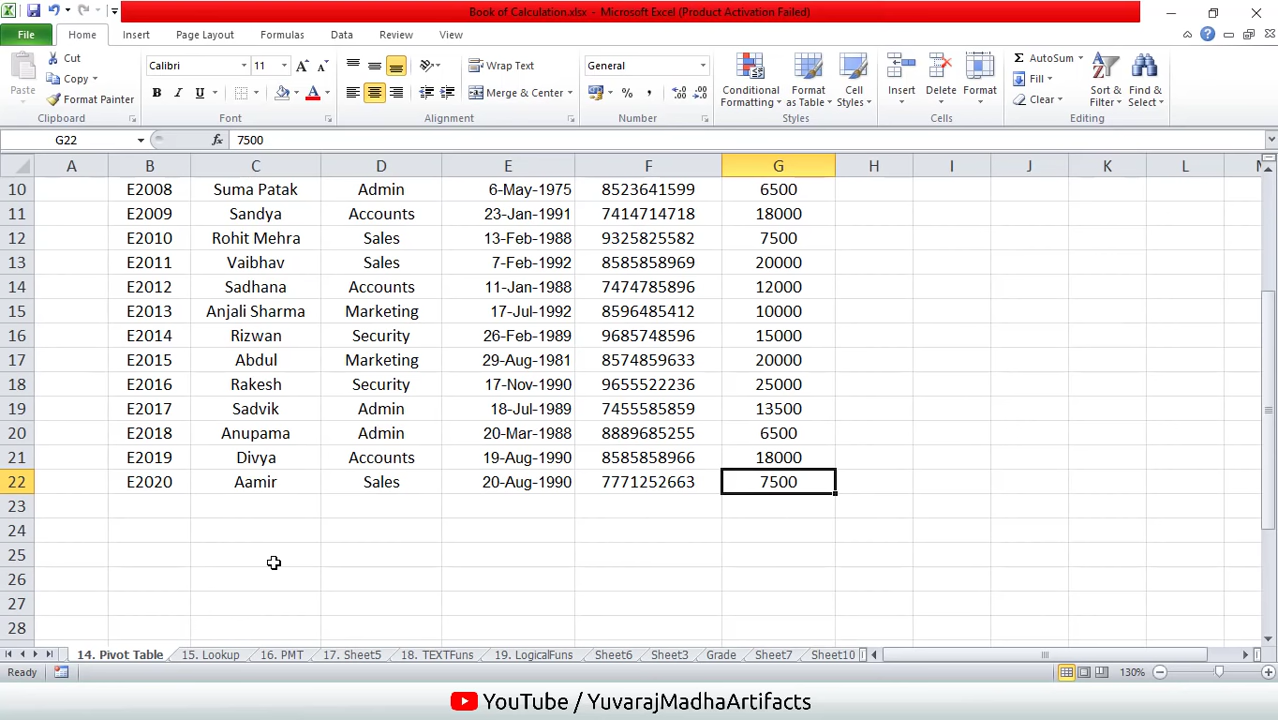 Book of Calculation.xlsx - Microsoft Excel (Product Activation Failed)
File Home Insert Page Layout Formulas Data Review View
Cut
Copy
Format Painter
Paste
Clipboard
Calibri 11
B I U
Font
Wrap Text
Merge & Center
Alignment
General
%
Number
Conditional Formatting
Format as Table
Cell Styles
Styles
Insert
Delete
Format
Cells
AutoSum
Fill
Clear
Sort & Filter
Find & Select
Editing
G22 fx 7500
A B C D E F G H I J K L
10 E2008 Suma Patak Admin 6-May-1975 8523641599 6500
11 E2009 Sandya Accounts 23-Jan-1991 7414714718 18000
12 E2010 Rohit Mehra Sales 13-Feb-1988 9325825582 7500
13 E2011 Vaibhav Sales 7-Feb-1992 8585858969 20000
14 E2012 Sadhana Accounts 11-Jan-1988 7474785896 12000
15 E2013 Anjali Sharma Marketing 17-Jul-1992 8596485412 10000
16 E2014 Rizwan Security 26-Feb-1989 9685748596 15000
17 E2015 Abdul Marketing 29-Aug-1981 8574859633 20000
18 E2016 Rakesh Security 17-Nov-1990 9655522236 25000
19 E2017 Sadvik Admin 18-Jul-1989 7455585859 13500
20 E2018 Anupama Admin 20-Mar-1988 8889685255 6500
21 E2019 Divya Accounts 19-Aug-1990 8585858966 18000
22 E2020 Aamir Sales 20-Aug-1990 7771252663 7500
23
24
25
26
27
28
14. Pivot Table 15. Lookup 16. PMT 17. Sheet5 18. TEXTFuns 19. LogicalFuns Sheet6 Sheet3 Grade Sheet7 Sheet10
Ready 130%
YouTube / YuvarajMadhaArtifacts